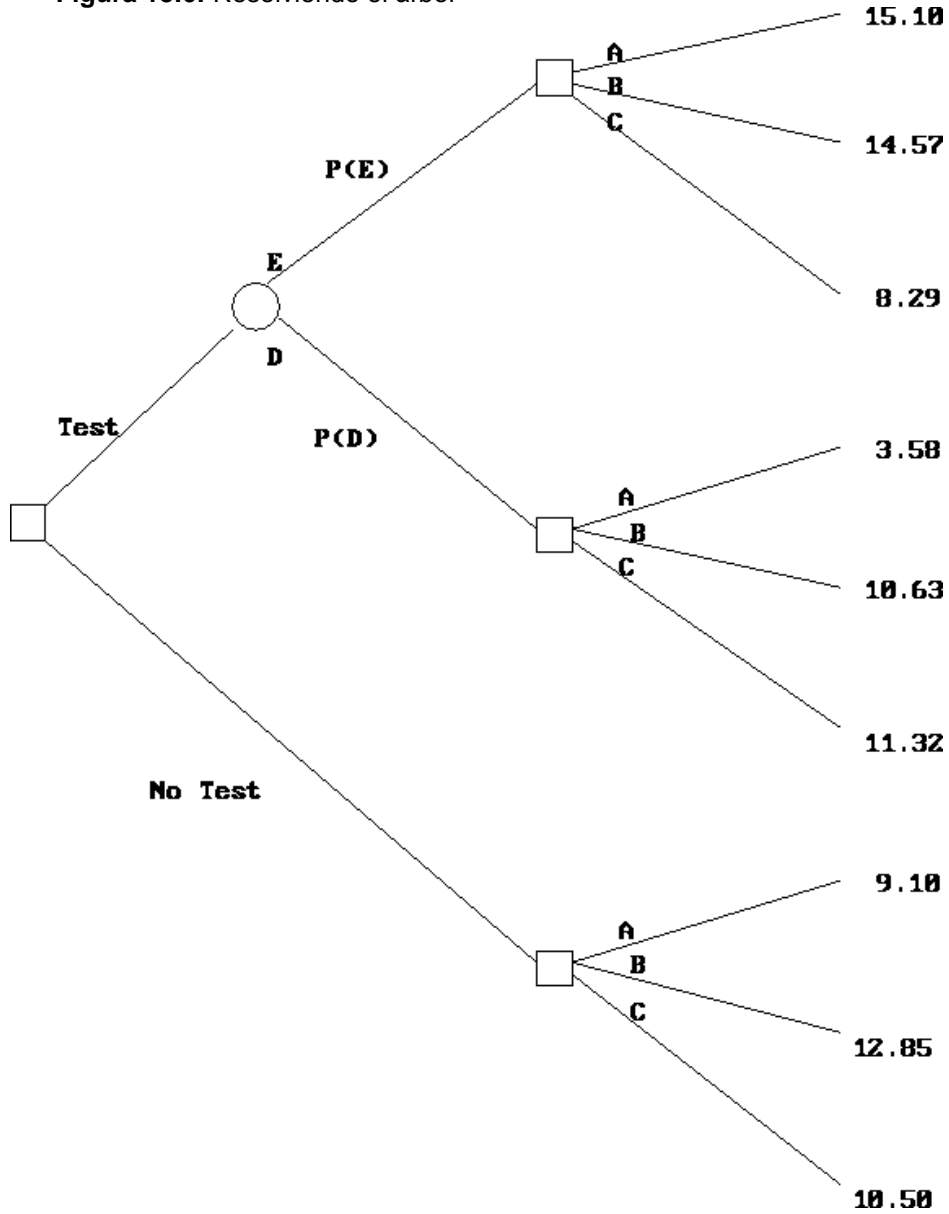 Figura 15.5. Resolviendo el árbol
15.10
A
B
C
14.57
P(E)
E
8.29
D
Test
P(D)
3.58
A
B
C
10.63
11.32
No Test
9.10
A
B
C
12.85
10.50